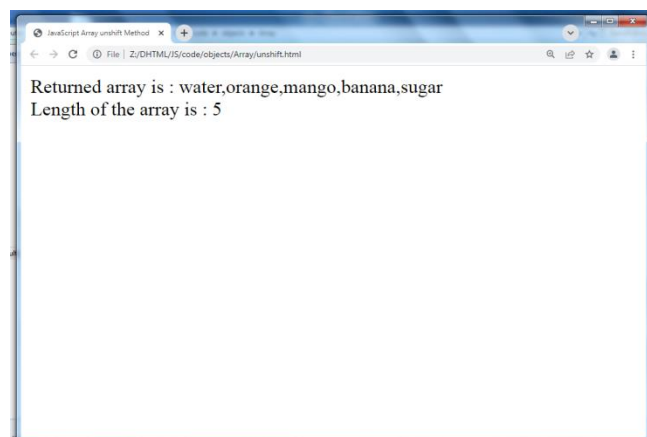 JavaScript Array unshift Method
File | Z:/DHTML/JS/code/objects/Array/unshift.html
Returned array is : water,orange,mango,banana,sugar
Length of the array is : 5